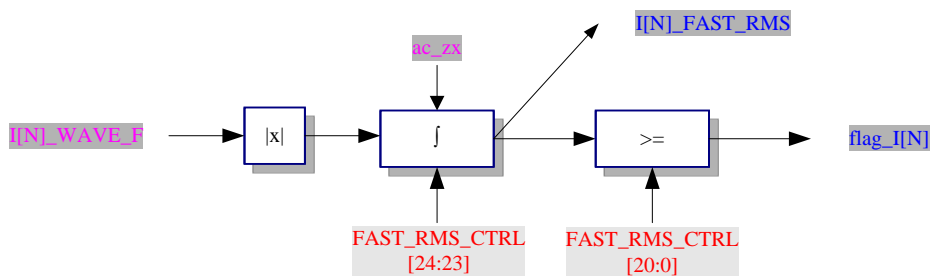 I[N]_FAST_RMS
ac_zx
I[N]_WAVE_F
|x|
∫
>=
flag_I[N]
FAST_RMS_CTRL
[24:23]
FAST_RMS_CTRL
[20:0]